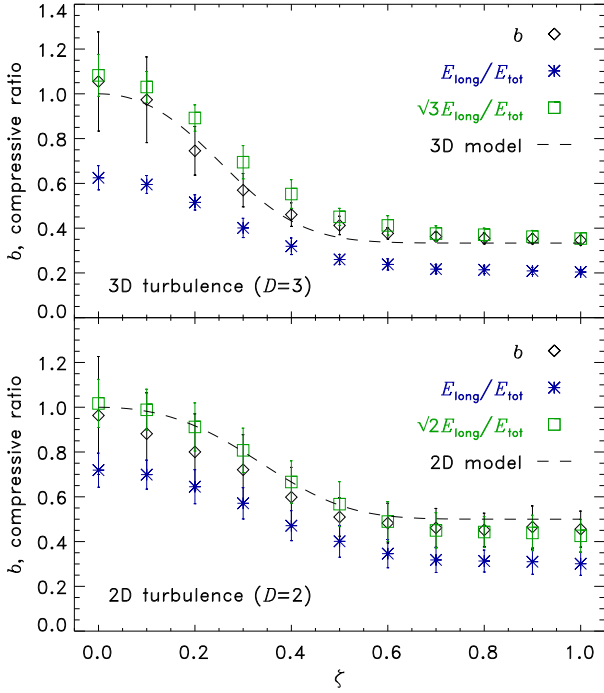 1.4
1.2
1.0
0.8
0.6
0.4
0.2
0.0
b, compressive ratio
b
E_long/E_tot
√3E_long/E_tot
3D model
3D turbulence (D=3)
1.2
1.0
0.8
0.6
0.4
0.2
0.0
b, compressive ratio
b
E_long/E_tot
√2E_long/E_tot
2D model
2D turbulence (D=2)
0.0 0.2 0.4 0.6 0.8 1.0
ζ